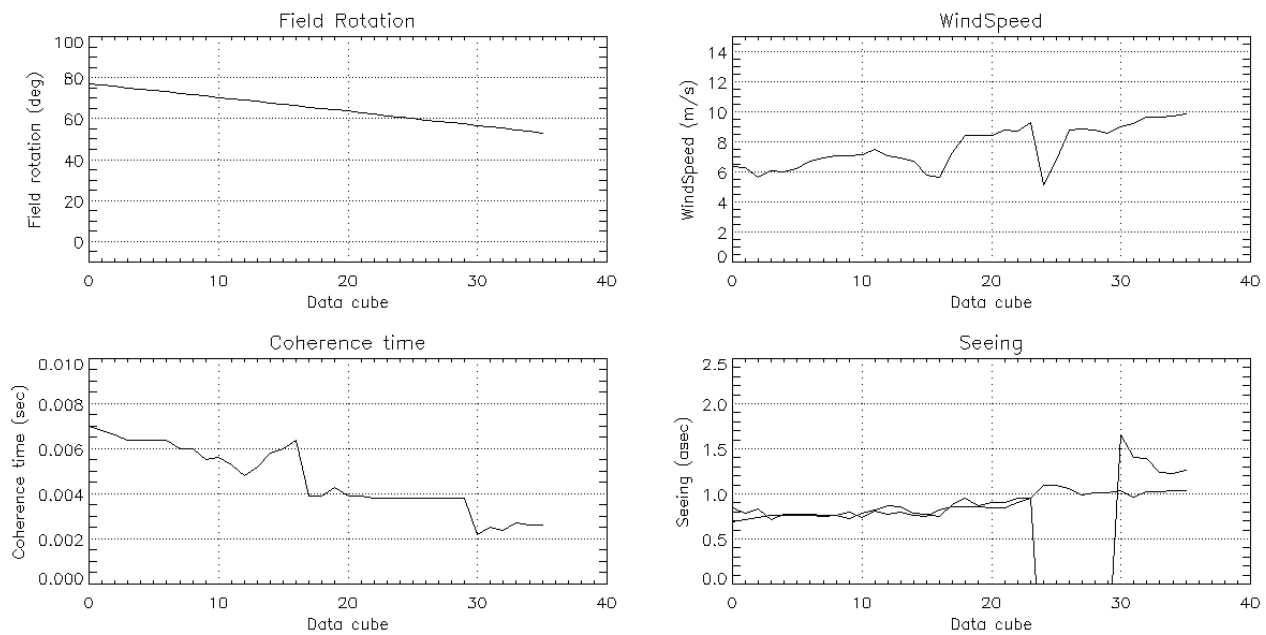 Field Rotation
100
80
60
40
20
0
Field rotation (deg)
0 10 20 30 40
Data cube
WindSpeed
14
12
10
8
6
4
2
0
WindSpeed (m/s)
0 10 20 30 40
Data cube
Coherence time
0.010
0.008
0.006
0.004
0.002
0.000
Coherence time (sec)
0 10 20 30 40
Data cube
Seeing
2.5
2.0
1.5
1.0
0.5
0.0
Seeing (asec)
0 10 20 30 40
Data cube